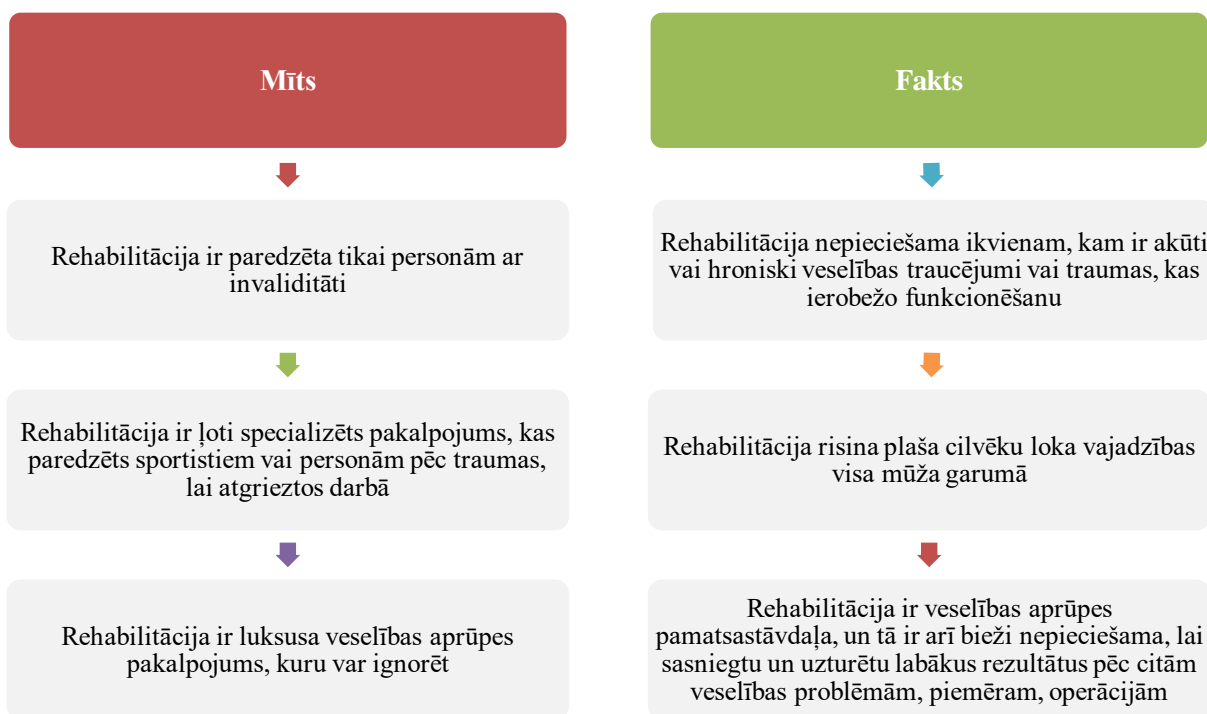 Mīts
Rehabilitācija ir paredzēta tikai personām ar
invaliditāti
Rehabilitācija ir ļoti specializēts pakalpojums, kas
paredzēts sportistiem vai personām pēc traumas,
lai atgrieztos darbā
Rehabilitācija ir luksusa veselības aprūpes
pakalpojums, kuru var ignorēt
Fakts
Rehabilitācija nepieciešama ikvienam, kam ir akūti
vai hroniski veselības traucējumi vai traumas, kas
ierobežo funkcionēšanu
Rehabilitācija risina plaša cilvēku loka vajadzības
visa mūža garumā
Rehabilitācija ir veselības aprūpes
pamatsastāvdaļa, un tā ir arī bieži nepieciešama, lai
sasniegtu un uzturētu labākus rezultātus pēc citām
veselības problēmām, piemēram, operācijām